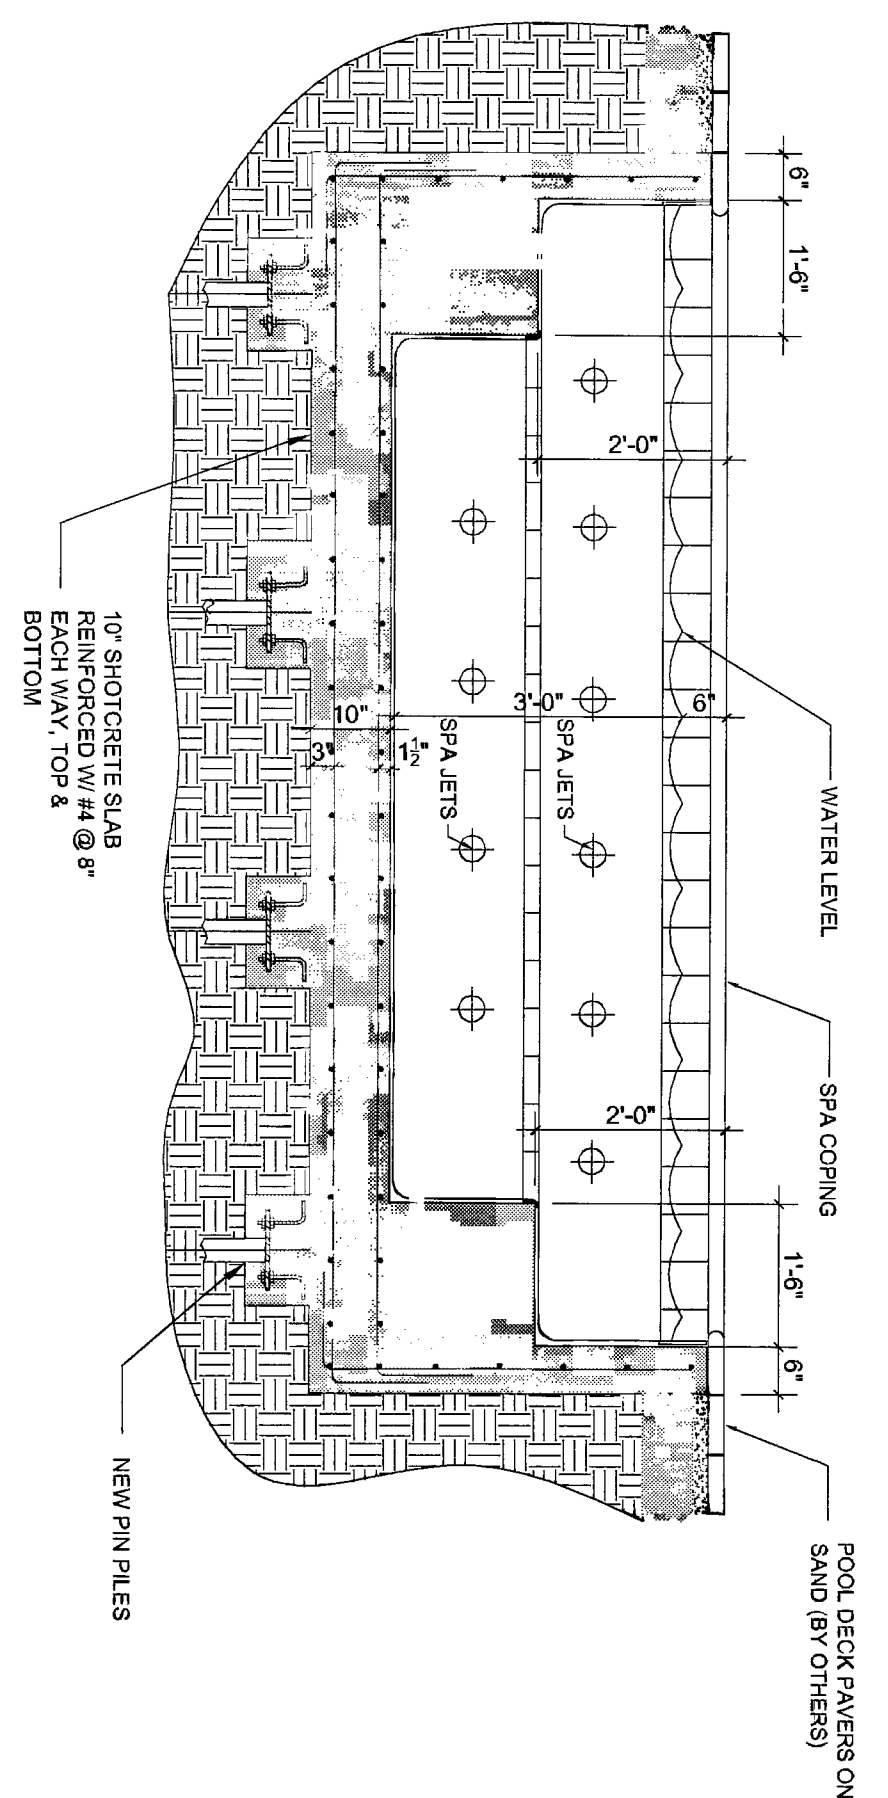 WATER LEVEL
SPA COPING
POOL DECK PAVERS ON
SAND (BY OTHERS)
6"
1'-6"
1'-6"
6"
6"
2'-0"
2'-0"
3'-0"
SPA JETS
SPA JETS
1½"
10"
3"
10" SHOTCRETE SLAB
REINFORCED W/ #4 @ 8"
EACH WAY, TOP &
BOTTOM
NEW PIN PILES